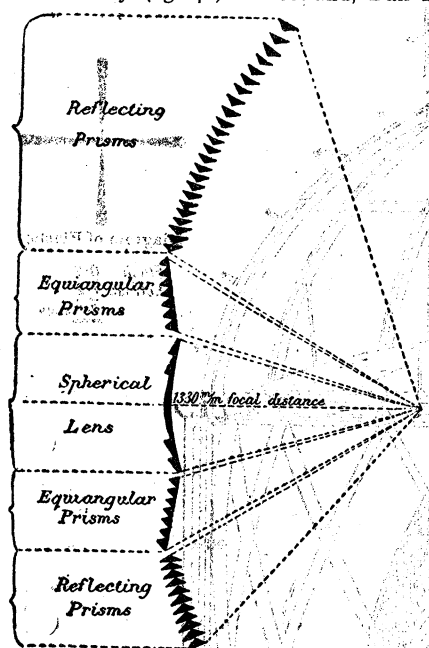 Reflecting
Prisms
Equiangular
Prisms
Spherical
1330 m/m focal distance
Lens
Equiangular
Prisms
Reflecting
Prisms